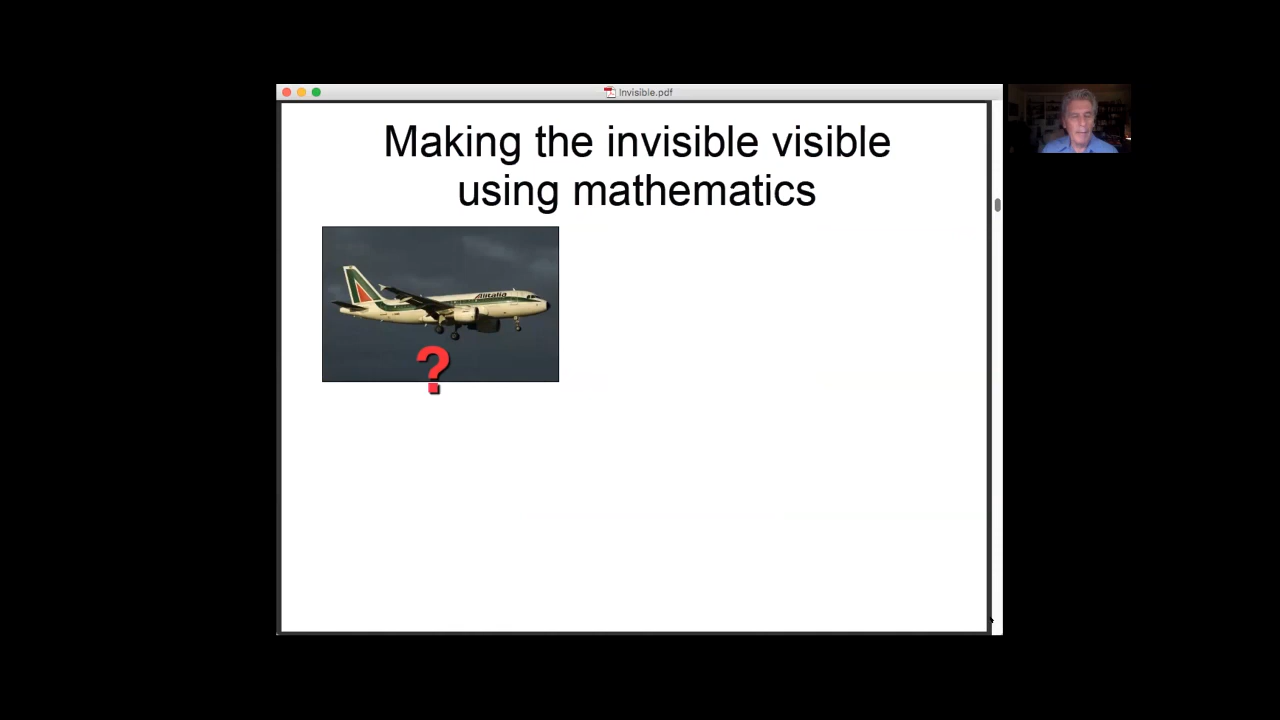 Invisible.pdf
Making the invisible visible
using mathematics
Alitalia
?